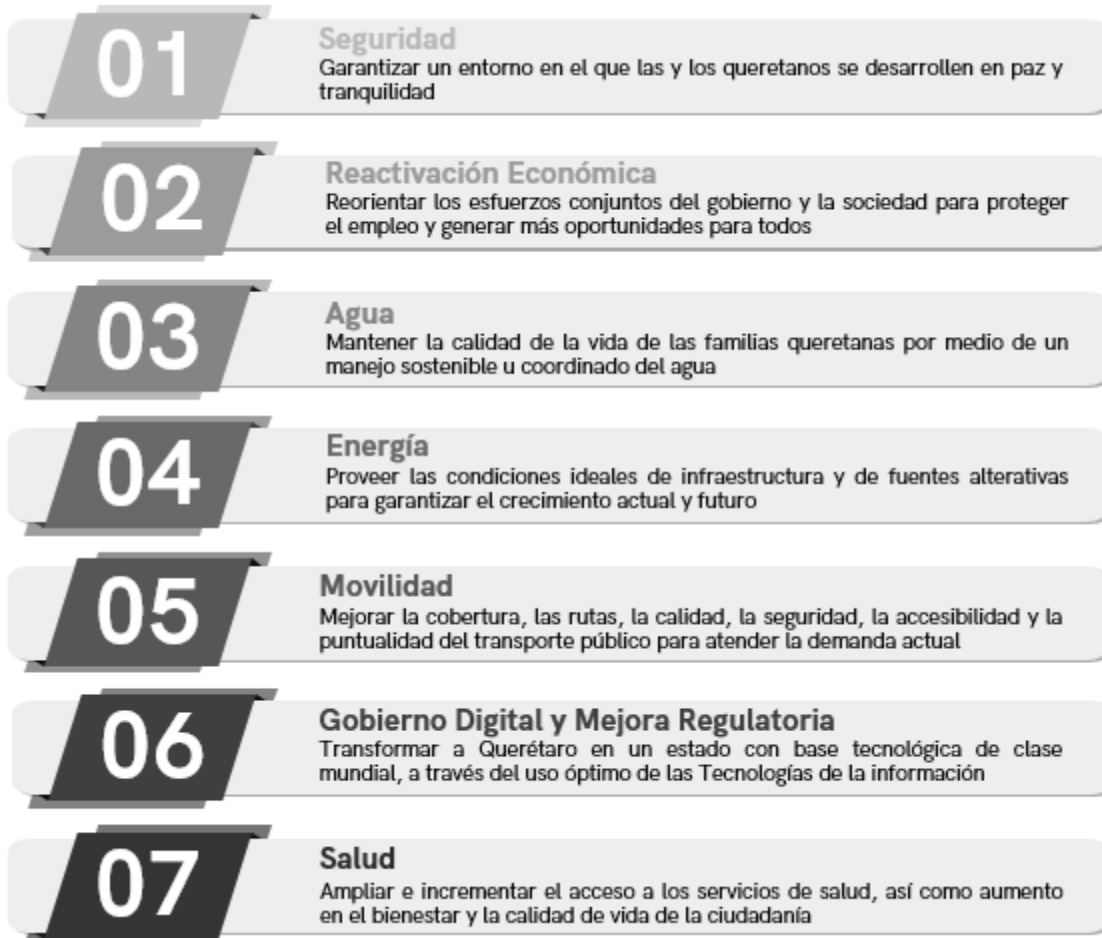 01
Seguridad
Garantizar un entorno en el que las y los queretanos se desarrollen en paz y
tranquilidad
02
Reactivación Económica
Reorientar los esfuerzos conjuntos del gobierno y la sociedad para proteger
el empleo y generar más oportunidades para todos
03
Agua
Mantener la calidad de la vida de las familias queretanas por medio de un
manejo sostenible u coordinado del agua
04
Energía
Proveer las condiciones ideales de infraestructura y de fuentes alterativas
para garantizar el crecimiento actual y futuro
05
Movilidad
Mejorar la cobertura, las rutas, la calidad, la seguridad, la accesibilidad y la
puntualidad del transporte público para atender la demanda actual
06
Gobierno Digital y Mejora Regulatoria
Transformar a Querétaro en un estado con base tecnológica de clase
mundial, a través del uso óptimo de las Tecnologías de la información
07
Salud
Ampliar e incrementar el acceso a los servicios de salud, así como aumento
en el bienestar y la calidad de vida de la ciudadanía